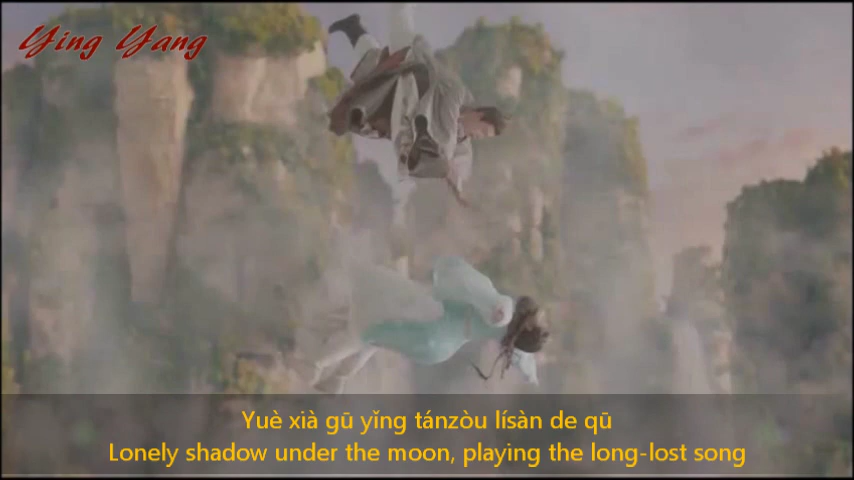 Ying Yang
Yuè xià gū yǐng tánzòu lísàn de qū
Lonely shadow under the moon, playing the long-lost song